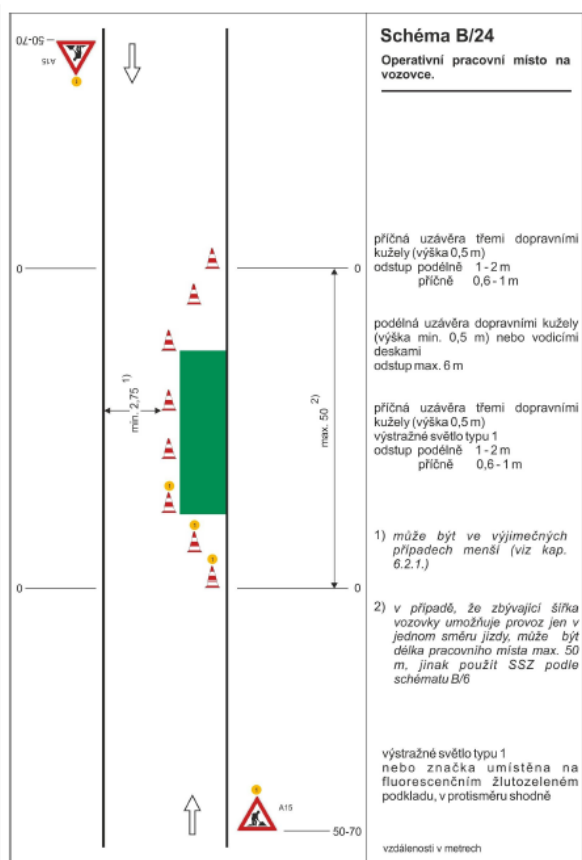 Schéma B/24
Operativní pracovní místo na
vozovce.
50-70
A15
1
příčná uzávěra třemi dopravními
kužely (výška 0,5 m)
odstup podélně 1-2 m
příčně 0,6-1 m
0
0
podélná uzávěra dopravními kužely
(výška min. 0,5 m) nebo vodicími
deskami
odstup max. 6 m
min. 2,75 1)
max. 50 2)
příčná uzávěra třemi dopravními
kužely (výška 0,5 m)
výstražné světlo typu 1
odstup podélně 1-2 m
příčně 0,6-1 m
1
1
1
0
0
1) může být ve výjimečných
případech menší (viz kap.
6.2.1.)
2) v případě, že zbývající šířka
vozovky umožňuje provoz jen v
jednom směru jízdy, může být
délka pracovního místa max. 50
m, jinak použít SSZ podle
schématu B/6
výstražné světlo typu 1
nebo značka umístěna na
fluorescenčním žlutozeleném
podkladu, v protisměru shodně
1
A15
50-70
vzdálenosti v metrech